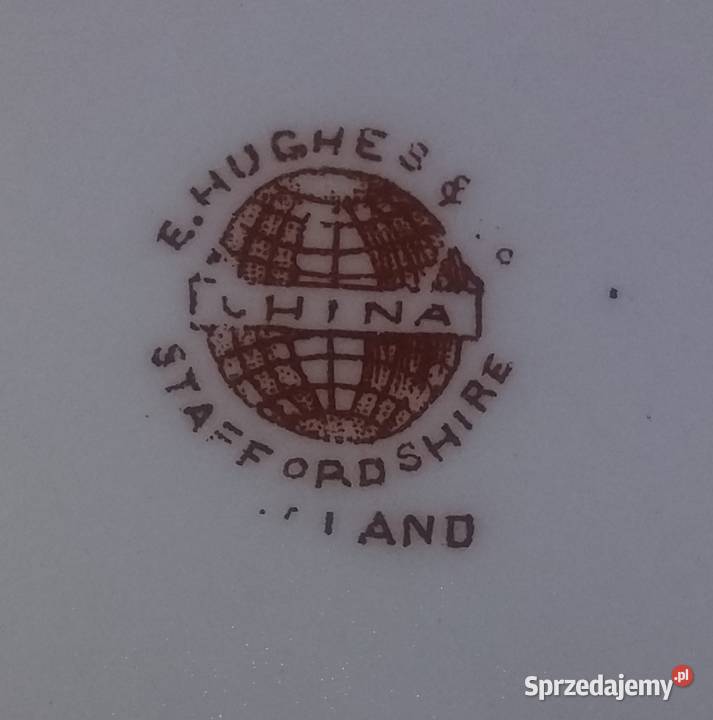 E. HUGHES &
CHINA
STAFFORDSHIRE
Sprzedajemy.pl